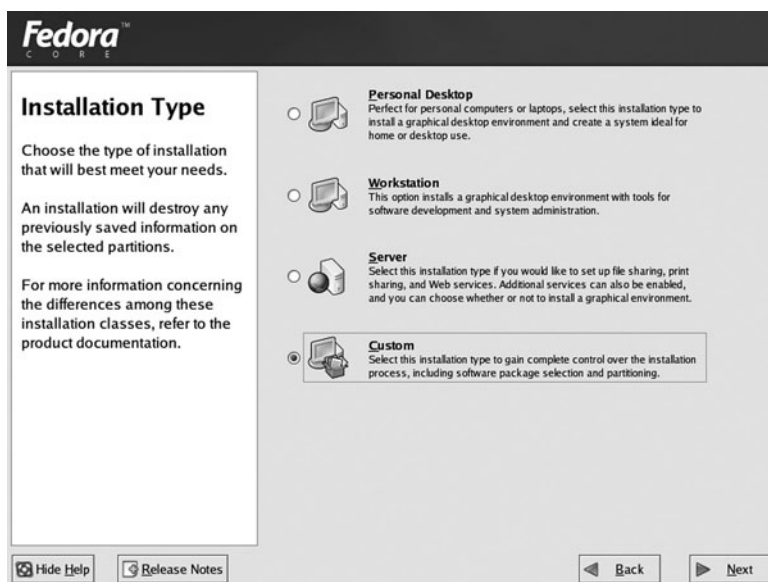 Fedora™
CORE
Installation Type
Choose the type of installation
that will best meet your needs.
An installation will destroy any
previously saved information on
the selected partitions.
For more information concerning
the differences among these
installation classes, refer to the
product documentation.
Personal Desktop
Perfect for personal computers or laptops, select this installation type to
install a graphical desktop environment and create a system ideal for
home or desktop use.
Workstation
This option installs a graphical desktop environment with tools for
software development and system administration.
Server
Select this installation type if you would like to set up file sharing, print
sharing, and Web services. Additional services can also be enabled,
and you can choose whether or not to install a graphical environment.
Custom
Select this installation type to gain complete control over the installation
process, including software package selection and partitioning.
Hide Help
Release Notes
Back
Next